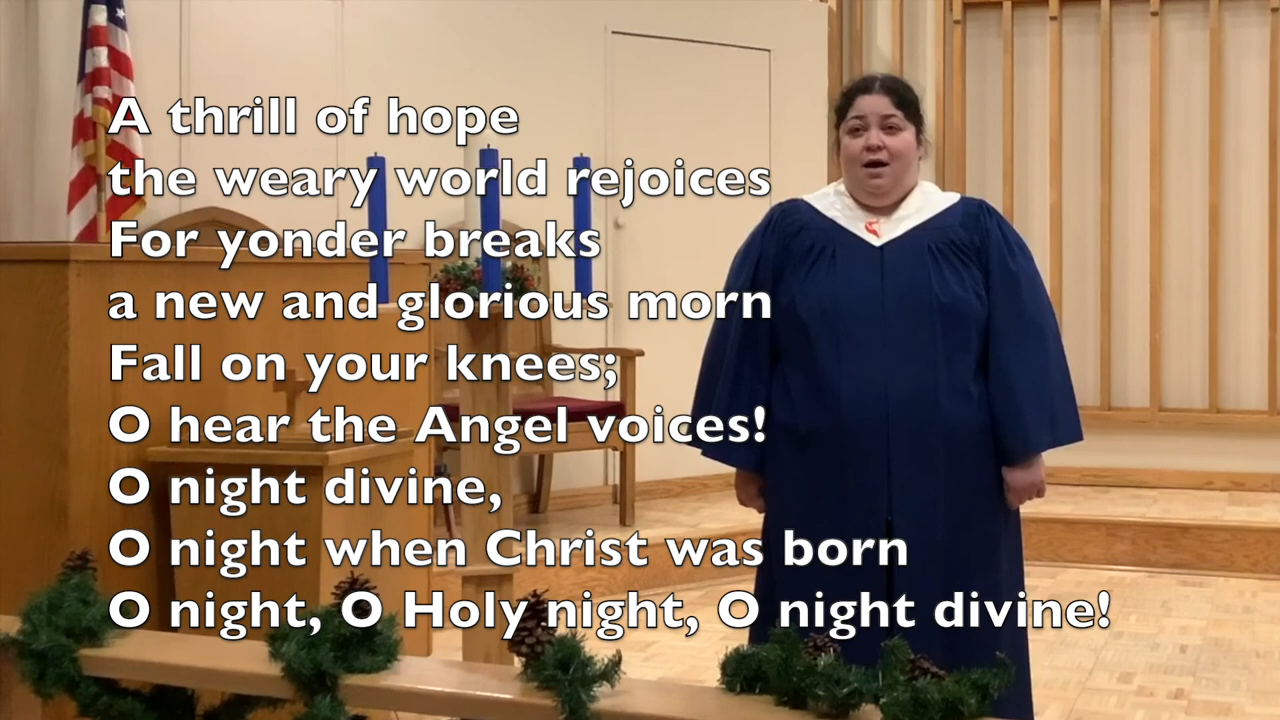 A thrill of hope
the weary world rejoices
For yonder breaks
a new and glorious morn
Fall on your knees;
O hear the Angel voices!
O night divine,
O night when Christ was born
O night, O Holy night, O night divine!